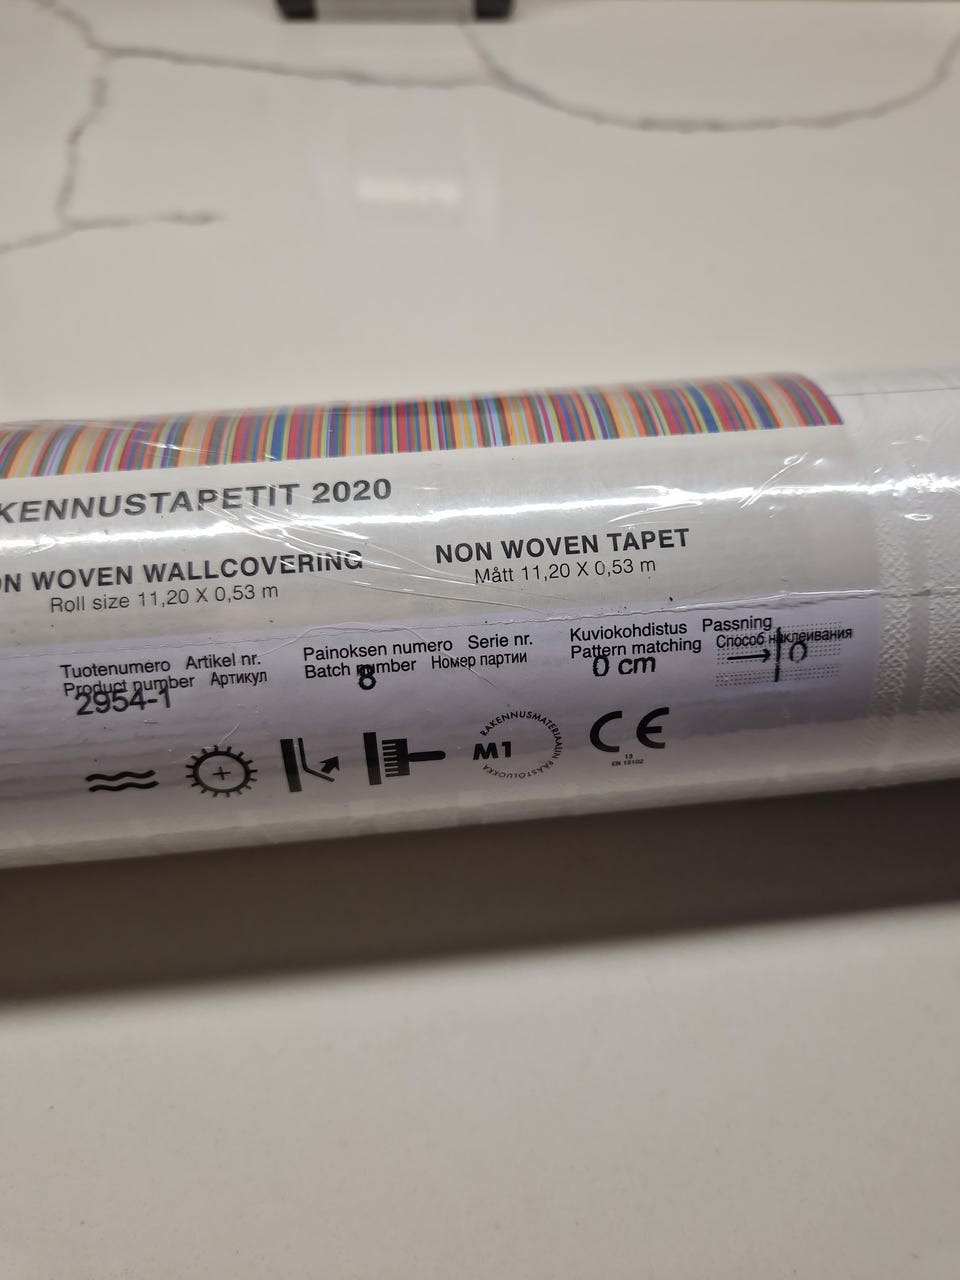 KENNUSTAPETIT 2020
ON WOVEN WALLCOVERING
Roll size 11,20 X 0,53 m
NON WOVEN TAPET
Mått 11,20 X 0,53 m
Tuotenumero Artikel nr.
Product number Артикул
2954-1
Painoksen numero Serie nr.
Batch number Номер партии
8
Kuviokohdistus Passning
Pattern matching Способ наклеивания
0 cm
0
M1
RAKENNUSMATERIAALIN PÄÄSTÖLUOKKA
CE
13
EN 15102